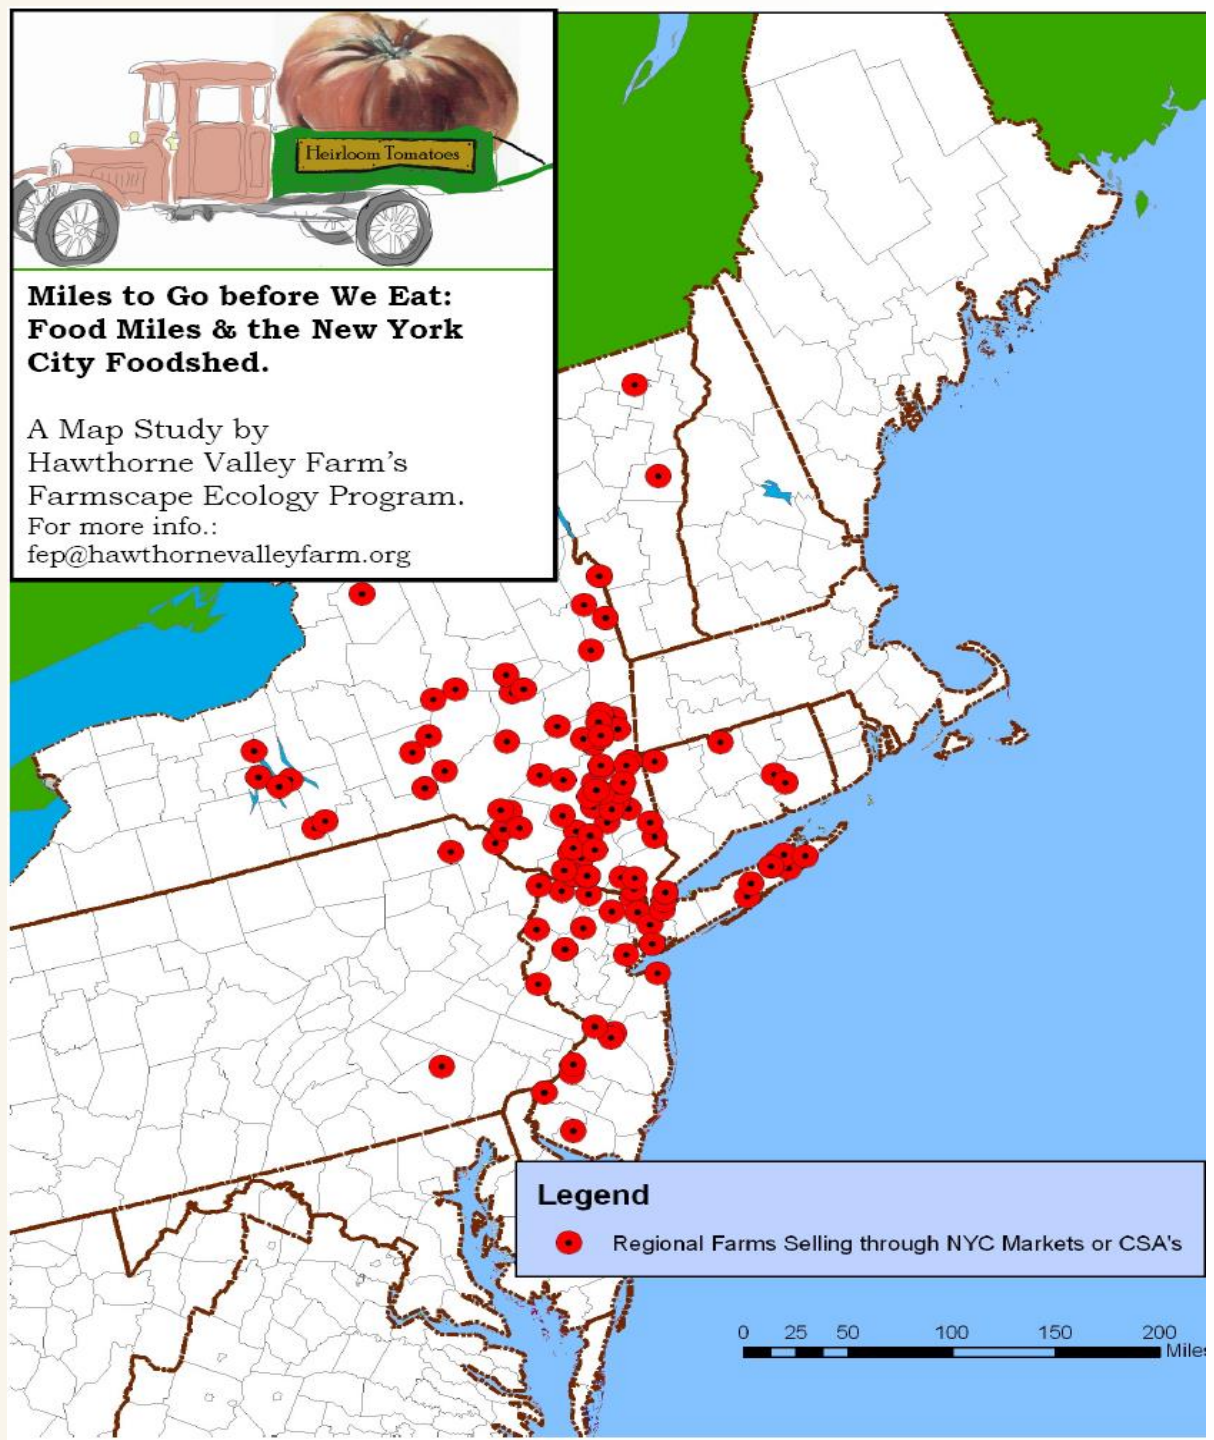 Heirloom Tomatoes
Miles to Go before We Eat:
Food Miles & the New York
City Foodshed.
A Map Study by
Hawthorne Valley Farm's
Farmscape Ecology Program.
For more info.:
fep@hawthornevalleyfarm.org
Legend
Regional Farms Selling through NYC Markets or CSA's
0 25 50 100 150 200
Miles